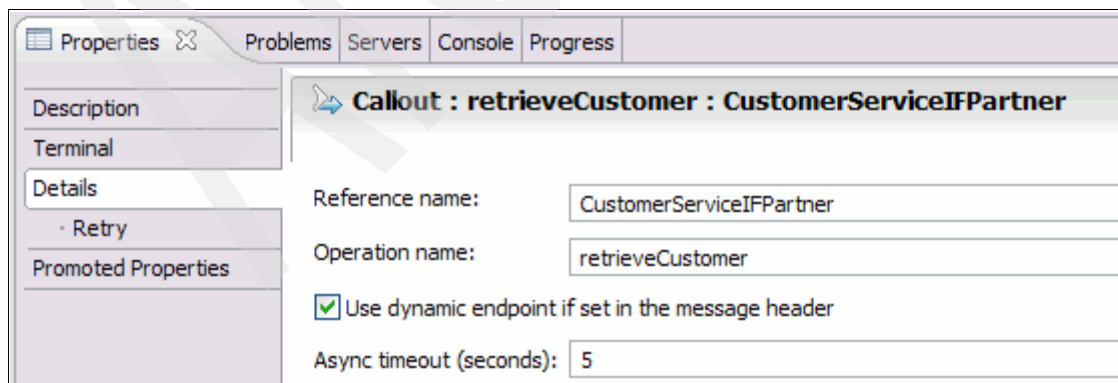 Properties Problems Servers Console Progress
Description
Terminal
Details
· Retry
Promoted Properties
Callout : retrieveCustomer : CustomerServiceIFPartner
Reference name: CustomerServiceIFPartner
Operation name: retrieveCustomer
Use dynamic endpoint if set in the message header
Async timeout (seconds): 5